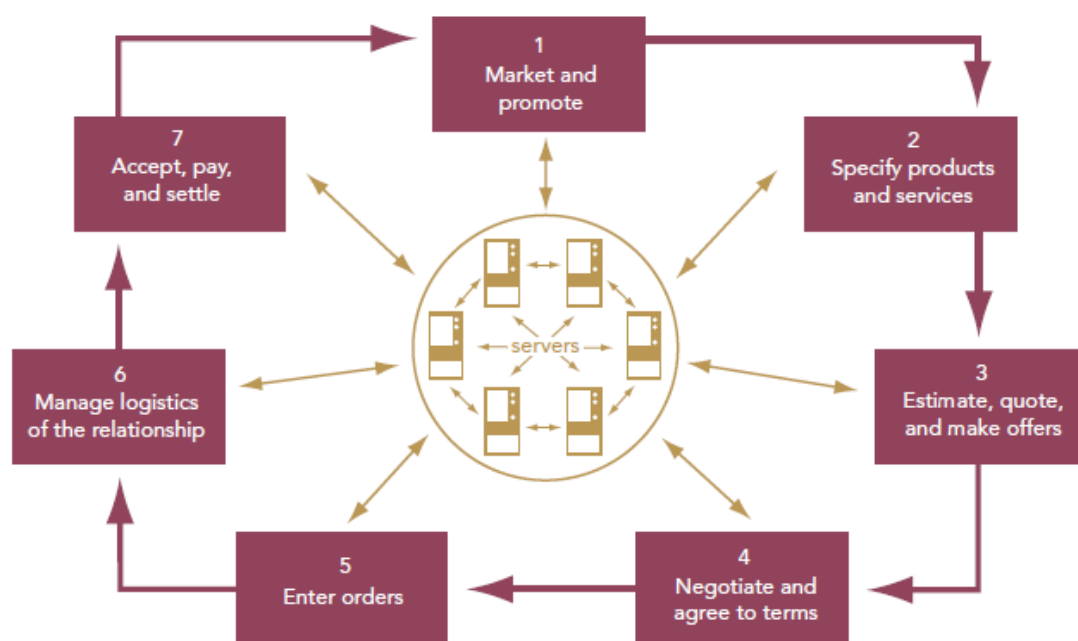 1
Market and
promote
2
Specify products
and services
3
Estimate, quote,
and make offers
4
Negotiate and
agree to terms
5
Enter orders
6
Manage logistics
of the relationship
7
Accept, pay,
and settle
servers